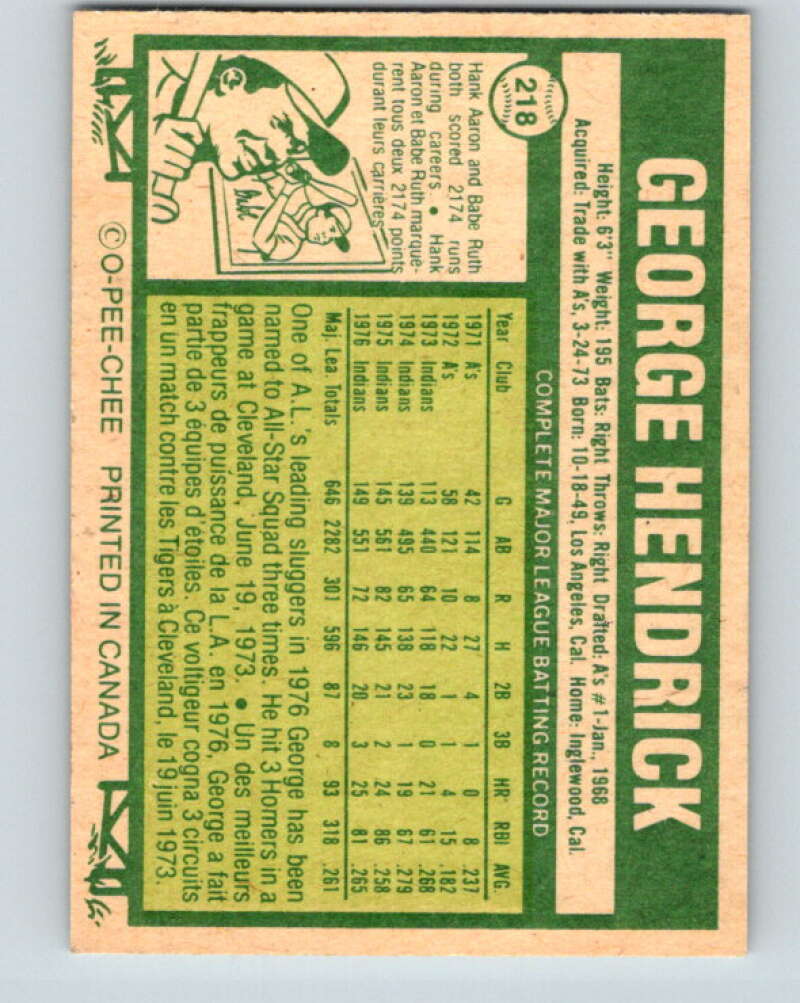 GEORGE HENDRICK
Height: 6'3" Weight: 195 Bats: Right Throws: Right Drafted: A's #1-Jan., 1968
Acquired: Trade with A's, 3-24-73 Born: 10-18-49, Los Angeles, Cal. Home: Inglewood, Cal.
218
Hank Aaron and Babe Ruth
both scored 2174 runs
during careers. • Hank
Aaron et Babe Ruth marquè-
rent tous deux 2174 points
durant leurs carrières
Babe
COMPLETE MAJOR LEAGUE BATTING RECORD
Year Club G AB R H 2B 3B HR RBI AVG.
1971 A's 42 114 8 27 4 1 0 8 .237
1972 A's 58 121 10 22 1 1 4 15 .182
1973 Indians 113 440 64 118 18 0 21 61 .268
1974 Indians 139 495 65 138 23 1 19 67 .279
1975 Indians 145 561 82 145 21 2 24 86 .258
1976 Indians 149 551 72 146 20 3 25 81 .265
Maj. Lea. Totals 646 2282 301 596 87 8 93 318 .261
One of A.L.'s leading sluggers in 1976 George has been
named to All-Star Squad three times. He hit 3 Homers in a
game at Cleveland, June 19, 1973. • Un des meilleurs
frappeurs de puissance de la L.A. en 1976, George a fait
partie de 3 équipes d'étoiles. Ce voltigeur cogna 3 circuits
en un match contre les Tigers à Cleveland, le 19 juin 1973.
© O-PEE-CHEE PRINTED IN CANADA